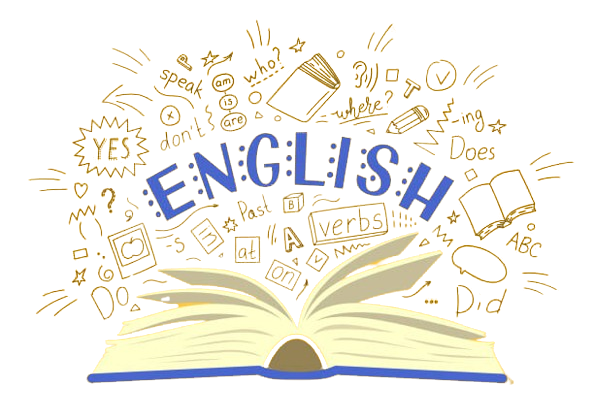 who?
speak
am
is
are
where?
-ing
don't
YES
Does
ENGLISH
Past
B
verbs
ABC
-s
at
A
on
Do
Did